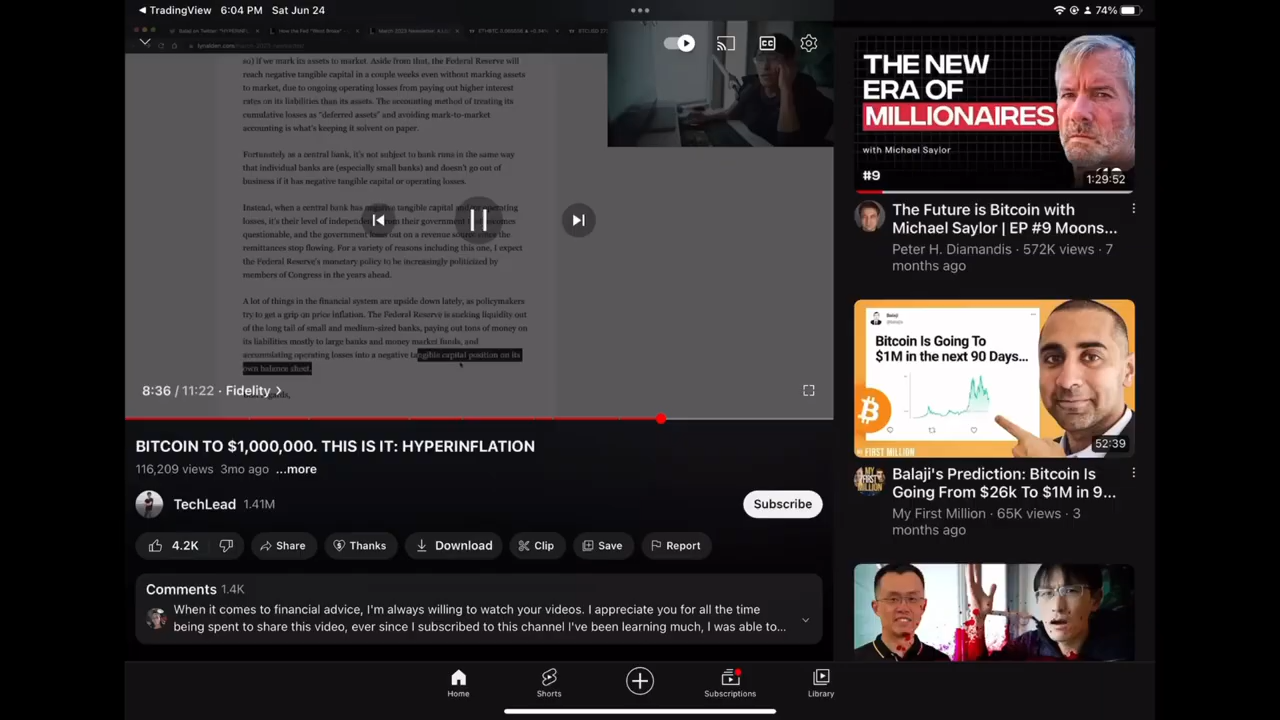 TradingView 6:04 PM Sat Jun 24
74%
so) if we mark its assets to market. Aside from that, the Federal Reserve will
reach negative tangible capital in a couple weeks even without marking assets
to market, due to ongoing operating losses from paying out higher interest
rates on its liabilities than its assets. The accounting method of treating its
cumulative losses as "deferred assets" and avoiding mark-to-market
accounting is what's keeping it solvent on paper.
Fortunately as a central bank, it's not subject to bank runs in the same way
that individual banks are (especially small banks) and doesn't go out of
business if it has negative tangible capital or operating losses.
Instead, when a central bank has negative tangible capital and operating
losses, it's their level of independence from their government
questionable, and the government out on a revenue the
remittances stop flowing. For a variety of reasons including this one, I expect
the Federal Reserve's monetary policy to be increasingly politicized by
members of Congress in the years ahead.
A lot of things in the financial system are upside down lately, as policymakers
try to get a grip on price inflation. The Federal Reserve is sucking liquidity out
of the long tail of small and medium-sized banks, paying out tons of money on
its liabilities mostly to large banks and money market funds, and
accumulating operating losses into a negative tangible capital position on its
own balance sheet.
8:36 / 11:22 · Fidelity >
BITCOIN TO $1,000,000. THIS IS IT: HYPERINFLATION
116,209 views 3mo ago ...more
TechLead 1.41M
Subscribe
4.2K Share Thanks Download Clip Save Report
Comments 1.4K
When it comes to financial advice, I'm always willing to watch your videos. I appreciate you for all the time
being spent to share this video, ever since I subscribed to this channel I've been learning much, I was able to...
THE NEW
ERA OF
MILLIONAIRES
with Michael Saylor
#9
1:29:52
The Future is Bitcoin with
Michael Saylor | EP #9 Moons...
Peter H. Diamandis · 572K views · 7
months ago
Balaji
Bitcoin Is Going To
$1M in the next 90 Days...
MY FIRST MILLION
52:39
Balaji's Prediction: Bitcoin Is
Going From $26k To $1M in 9...
My First Million · 65K views · 3
months ago
Home Shorts Subscriptions Library